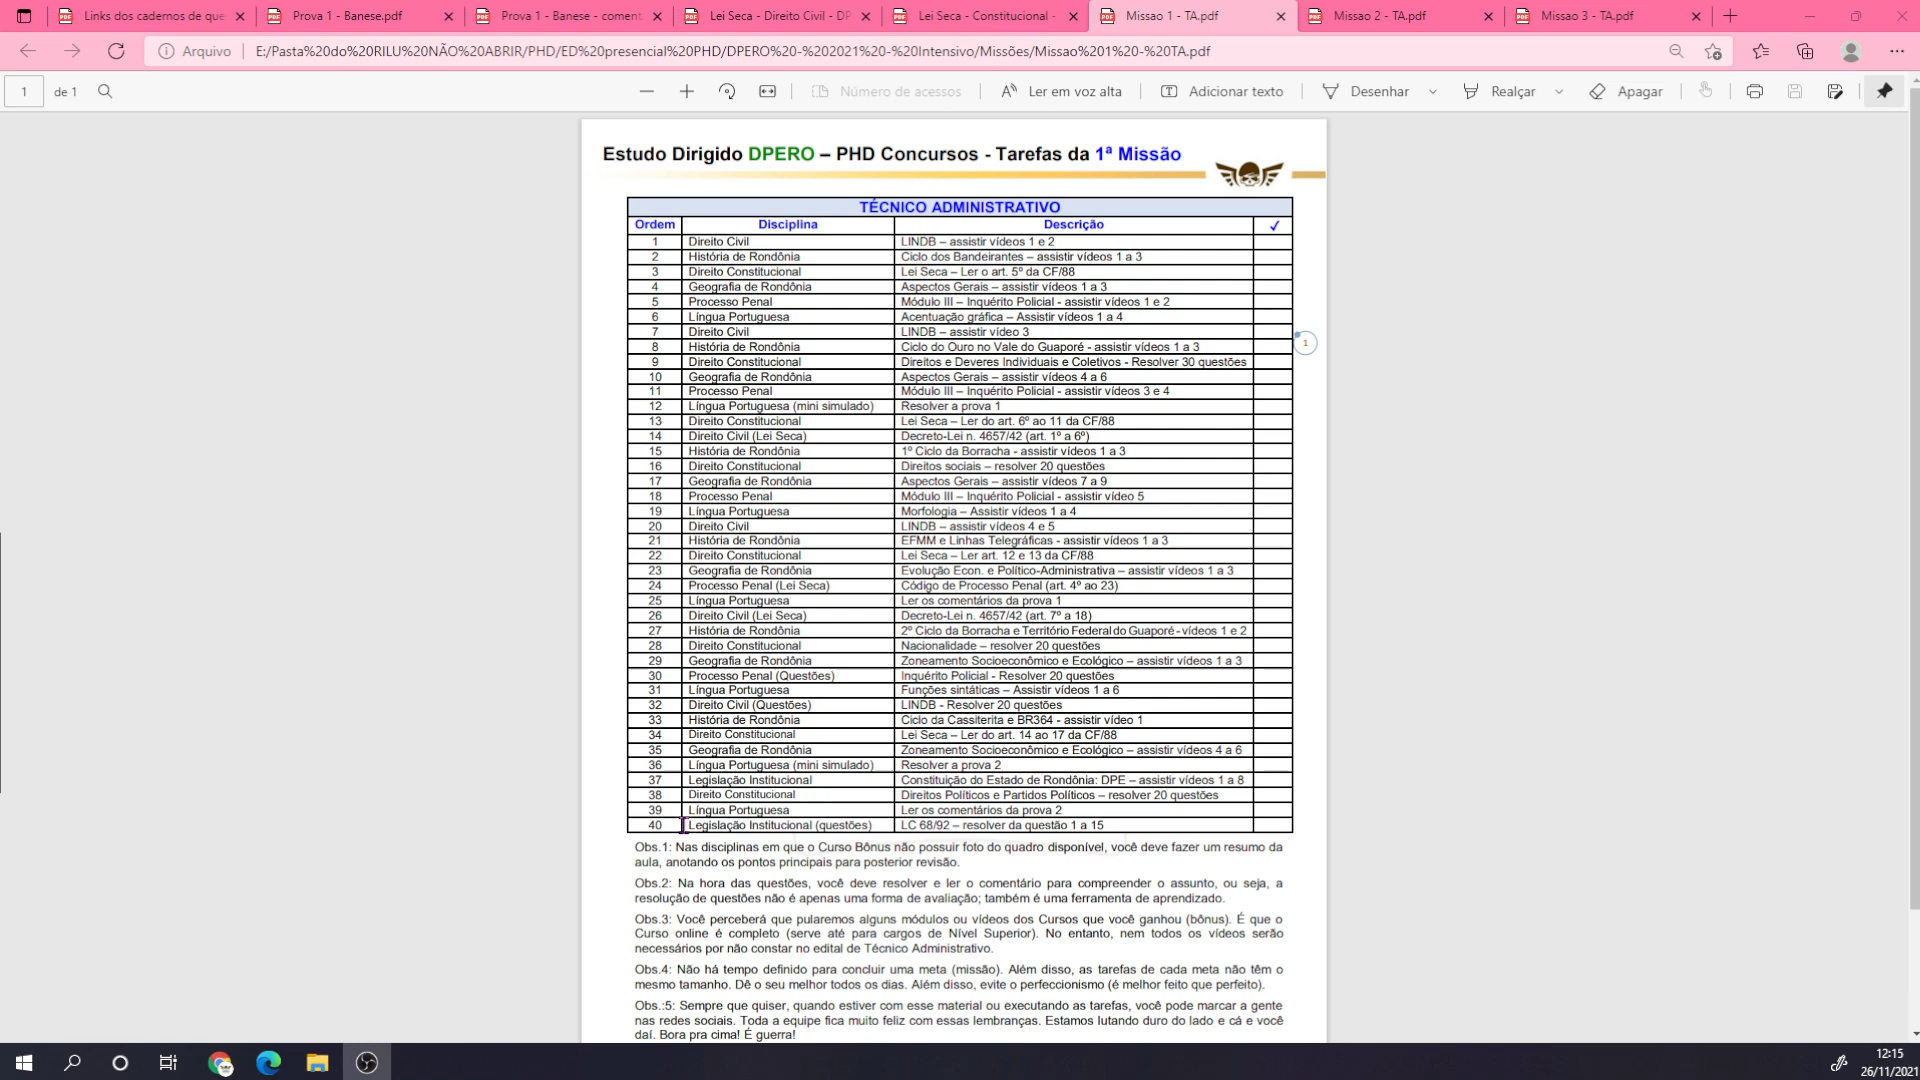 Links dos cadernos de que
Prova 1 - Banese.pdf
Prova 1 - Banese - coment
Lei Seca - Direito Civil - DP
Lei Seca - Constitucional -
Missao 1 - TA.pdf
Missao 2 - TA.pdf
Missao 3 - TA.pdf
Arquivo
E:/Pasta%20do%20RILU%20NÃO%20ABRIR/PHD/ED%20presencial%20PHD/DPERO%20-%202021%20-%20Intensivo/Missões/Missao%201%20-%20TA.pdf
1 de 1
Número de acessos
Ler em voz alta
Adicionar texto
Desenhar
Realçar
Apagar
Estudo Dirigido DPERO – PHD Concursos - Tarefas da 1ª Missão
TÉCNICO ADMINISTRATIVO
Ordem Disciplina Descrição ✓
1 Direito Civil LINDB – assistir vídeos 1 e 2
2 História de Rondônia Ciclo dos Bandeirantes – assistir vídeos 1 a 3
3 Direito Constitucional Lei Seca – Ler o art. 5º da CF/88
4 Geografia de Rondônia Aspectos Gerais – assistir vídeos 1 a 3
5 Processo Penal Módulo III – Inquérito Policial - assistir vídeos 1 e 2
6 Língua Portuguesa Acentuação gráfica – Assistir vídeos 1 a 4
7 Direito Civil LINDB – assistir vídeo 3
8 História de Rondônia Ciclo do Ouro no Vale do Guaporé - assistir vídeos 1 a 3
1
9 Direito Constitucional Direitos e Deveres Individuais e Coletivos - Resolver 30 questões
10 Geografia de Rondônia Aspectos Gerais – assistir vídeos 4 a 6
11 Processo Penal Módulo III – Inquérito Policial - assistir vídeos 3 e 4
12 Língua Portuguesa (mini simulado) Resolver a prova 1
13 Direito Constitucional Lei Seca – Ler do art. 6º ao 11 da CF/88
14 Direito Civil (Lei Seca) Decreto-Lei n. 4657/42 (art. 1º a 6º)
15 História de Rondônia 1º Ciclo da Borracha - assistir vídeos 1 a 3
16 Direito Constitucional Direitos sociais – resolver 20 questões
17 Geografia de Rondônia Aspectos Gerais – assistir vídeos 7 a 9
18 Processo Penal Módulo III – Inquérito Policial - assistir vídeo 5
19 Língua Portuguesa Morfologia – Assistir vídeos 1 a 4
20 Direito Civil LINDB – assistir vídeos 4 e 5
21 História de Rondônia EFMM e Linhas Telegráficas - assistir vídeos 1 a 3
22 Direito Constitucional Lei Seca – Ler art. 12 e 13 da CF/88
23 Geografia de Rondônia Evolução Econ. e Político-Administrativa – assistir vídeos 1 a 3
24 Processo Penal (Lei Seca) Código de Processo Penal (art. 4º ao 23)
25 Língua Portuguesa Ler os comentários da prova 1
26 Direito Civil (Lei Seca) Decreto-Lei n. 4657/42 (art. 7º a 18)
27 História de Rondônia 2º Ciclo da Borracha e Território Federal do Guaporé - vídeos 1 e 2
28 Direito Constitucional Nacionalidade – resolver 20 questões
29 Geografia de Rondônia Zoneamento Socioeconômico e Ecológico – assistir vídeos 1 a 3
30 Processo Penal (Questões) Inquérito Policial - Resolver 20 questões
31 Língua Portuguesa Funções sintáticas – Assistir vídeos 1 a 6
32 Direito Civil (Questões) LINDB - Resolver 20 questões
33 História de Rondônia Ciclo da Cassiterita e BR364 - assistir vídeo 1
34 Direito Constitucional Lei Seca – Ler do art. 14 ao 17 da CF/88
35 Geografia de Rondônia Zoneamento Socioeconômico e Ecológico – assistir vídeos 4 a 6
36 Língua Portuguesa (mini simulado) Resolver a prova 2
37 Legislação Institucional Constituição do Estado de Rondônia: DPE – assistir vídeos 1 a 8
38 Direito Constitucional Direitos Políticos e Partidos Políticos – resolver 20 questões
39 Língua Portuguesa Ler os comentários da prova 2
40 Legislação Institucional (questões) LC 68/92 – resolver da questão 1 a 15
Obs.1: Nas disciplinas em que o Curso Bônus não possuir foto do quadro disponível, você deve fazer um resumo da
aula, anotando os pontos principais para posterior revisão.
Obs.2: Na hora das questões, você deve resolver e ler o comentário para compreender o assunto, ou seja, a
resolução de questões não é apenas uma forma de avaliação; também é uma ferramenta de aprendizado.
Obs.3: Você perceberá que pularemos alguns módulos ou vídeos dos Cursos que você ganhou (bônus). É que o
Curso online é completo (serve até para cargos de Nível Superior). No entanto, nem todos os vídeos serão
necessários por não constar no edital de Técnico Administrativo.
Obs.4: Não há tempo definido para concluir uma meta (missão). Além disso, as tarefas de cada meta não têm o
mesmo tamanho. Dê o seu melhor todos os dias. Além disso, evite o perfeccionismo (é melhor feito que perfeito).
Obs.:5: Sempre que quiser, quando estiver com esse material ou executando as tarefas, você pode marcar a gente
nas redes sociais. Toda a equipe fica muito feliz com essas lembranças. Estamos lutando duro do lado e cá e você
daí. Bora pra cima! É guerra!
12:15
26/11/2021